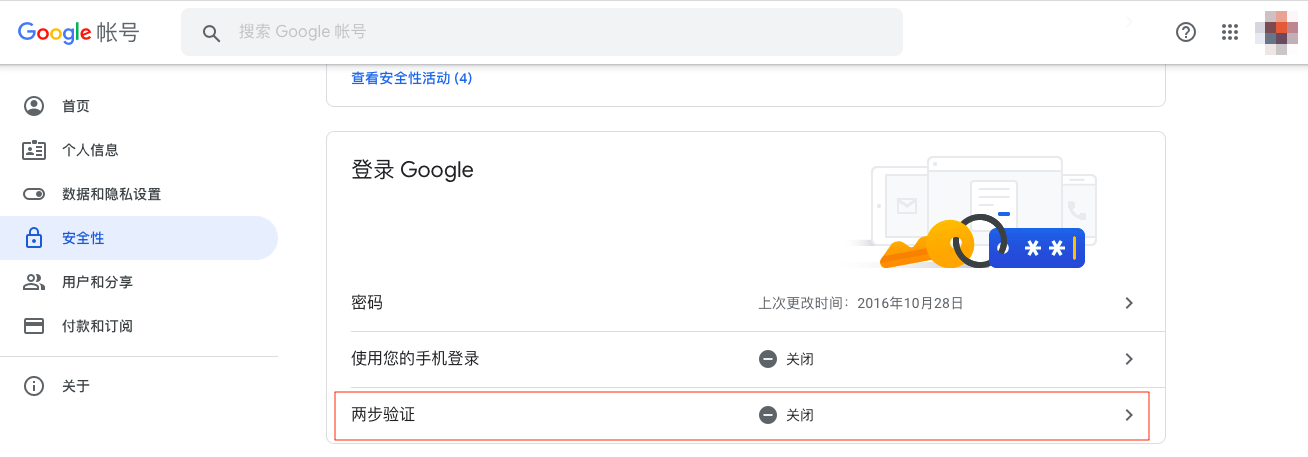 Google 帐号
搜索 Google 帐号
查看安全性活动 (4)
首页
个人信息
数据和隐私设置
安全性
用户和分享
付款和订阅
关于
登录 Google
密码 上次更改时间：2016年10月28日
使用您的手机登录 关闭
两步验证 关闭